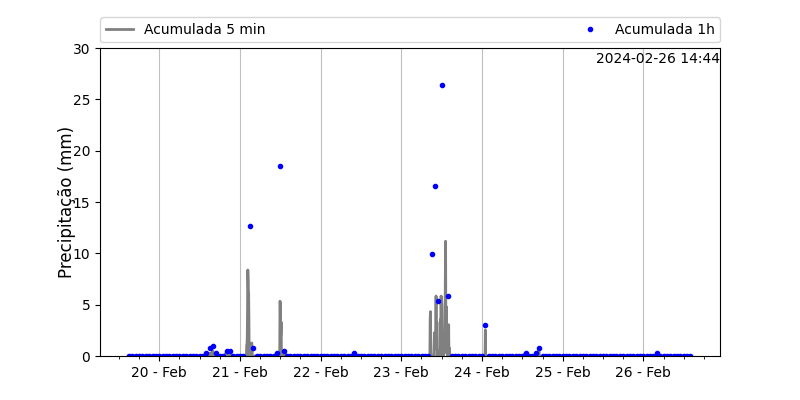 Acumulada 5 min
Acumulada 1h
2024-02-26 14:44
Precipitação (mm)
30
25
20
15
10
5
0
20 - Feb
21 - Feb
22 - Feb
23 - Feb
24 - Feb
25 - Feb
26 - Feb